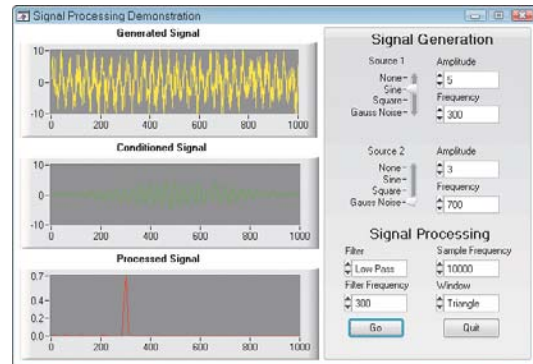 Signal Processing Demonstration
Generated Signal
10
0
-10
0 200 400 600 800 1000
Conditioned Signal
10
0
-10
0 200 400 600 800 1000
Processed Signal
0.7
0.4
0.2
0.0
0 200 400 600 800 1000
Signal Generation
Source 1
None
Sine
Square
Gauss Noise
Amplitude
5
Frequency
300
Source 2
None
Sine
Square
Gauss Noise
Amplitude
3
Frequency
700
Signal Processing
Filter
Low Pass
Sample Frequency
10000
Filter Frequency
300
Window
Triangle
Go
Quit